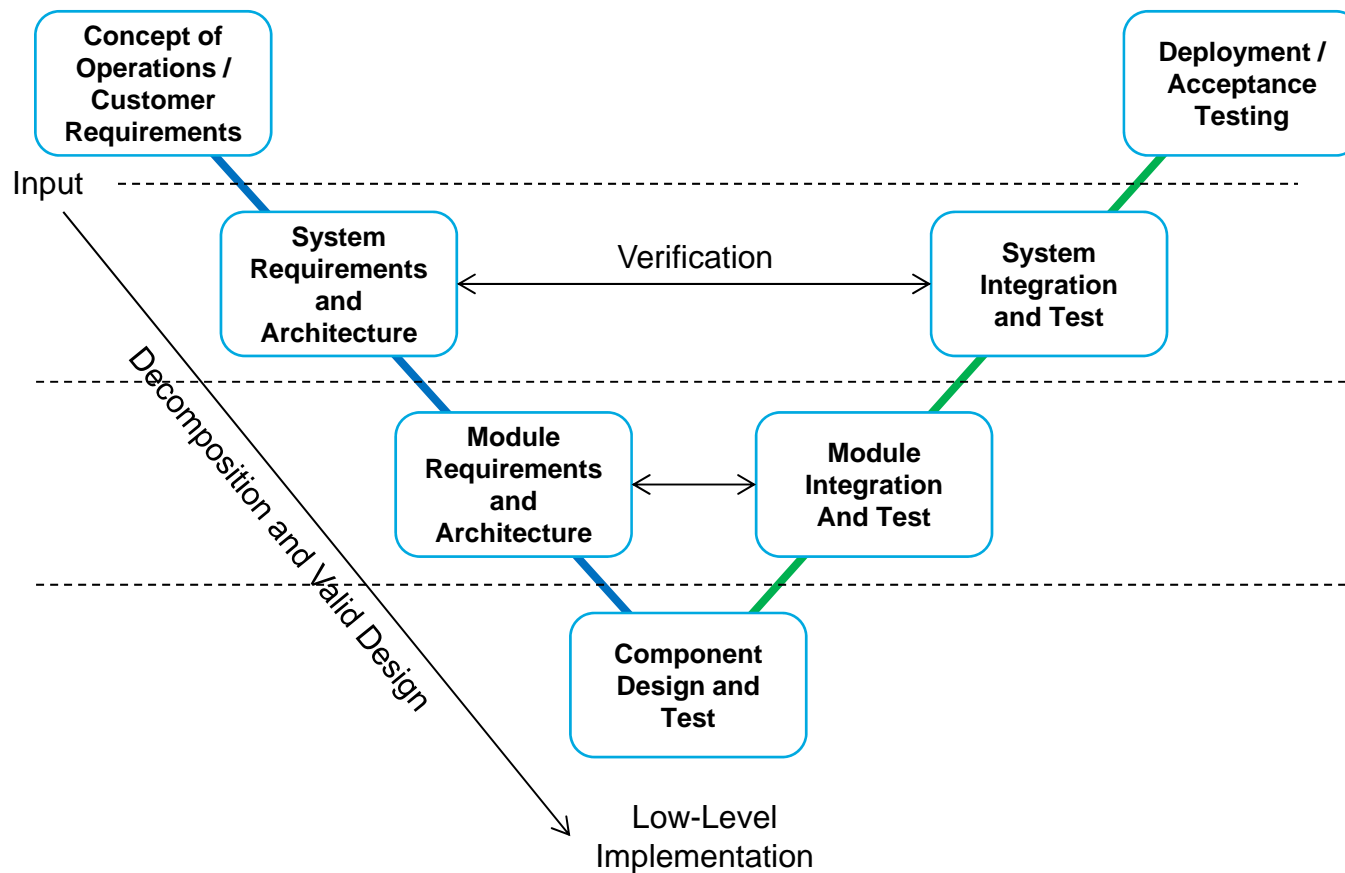 Concept of
Operations /
Customer
Requirements
Deployment /
Acceptance
Testing
Input
System
Requirements
and
Architecture
Verification
System
Integration
and Test
Decomposition and Valid Design
Module
Requirements
and
Architecture
Module
Integration
And Test
Component
Design and
Test
Low-Level
Implementation